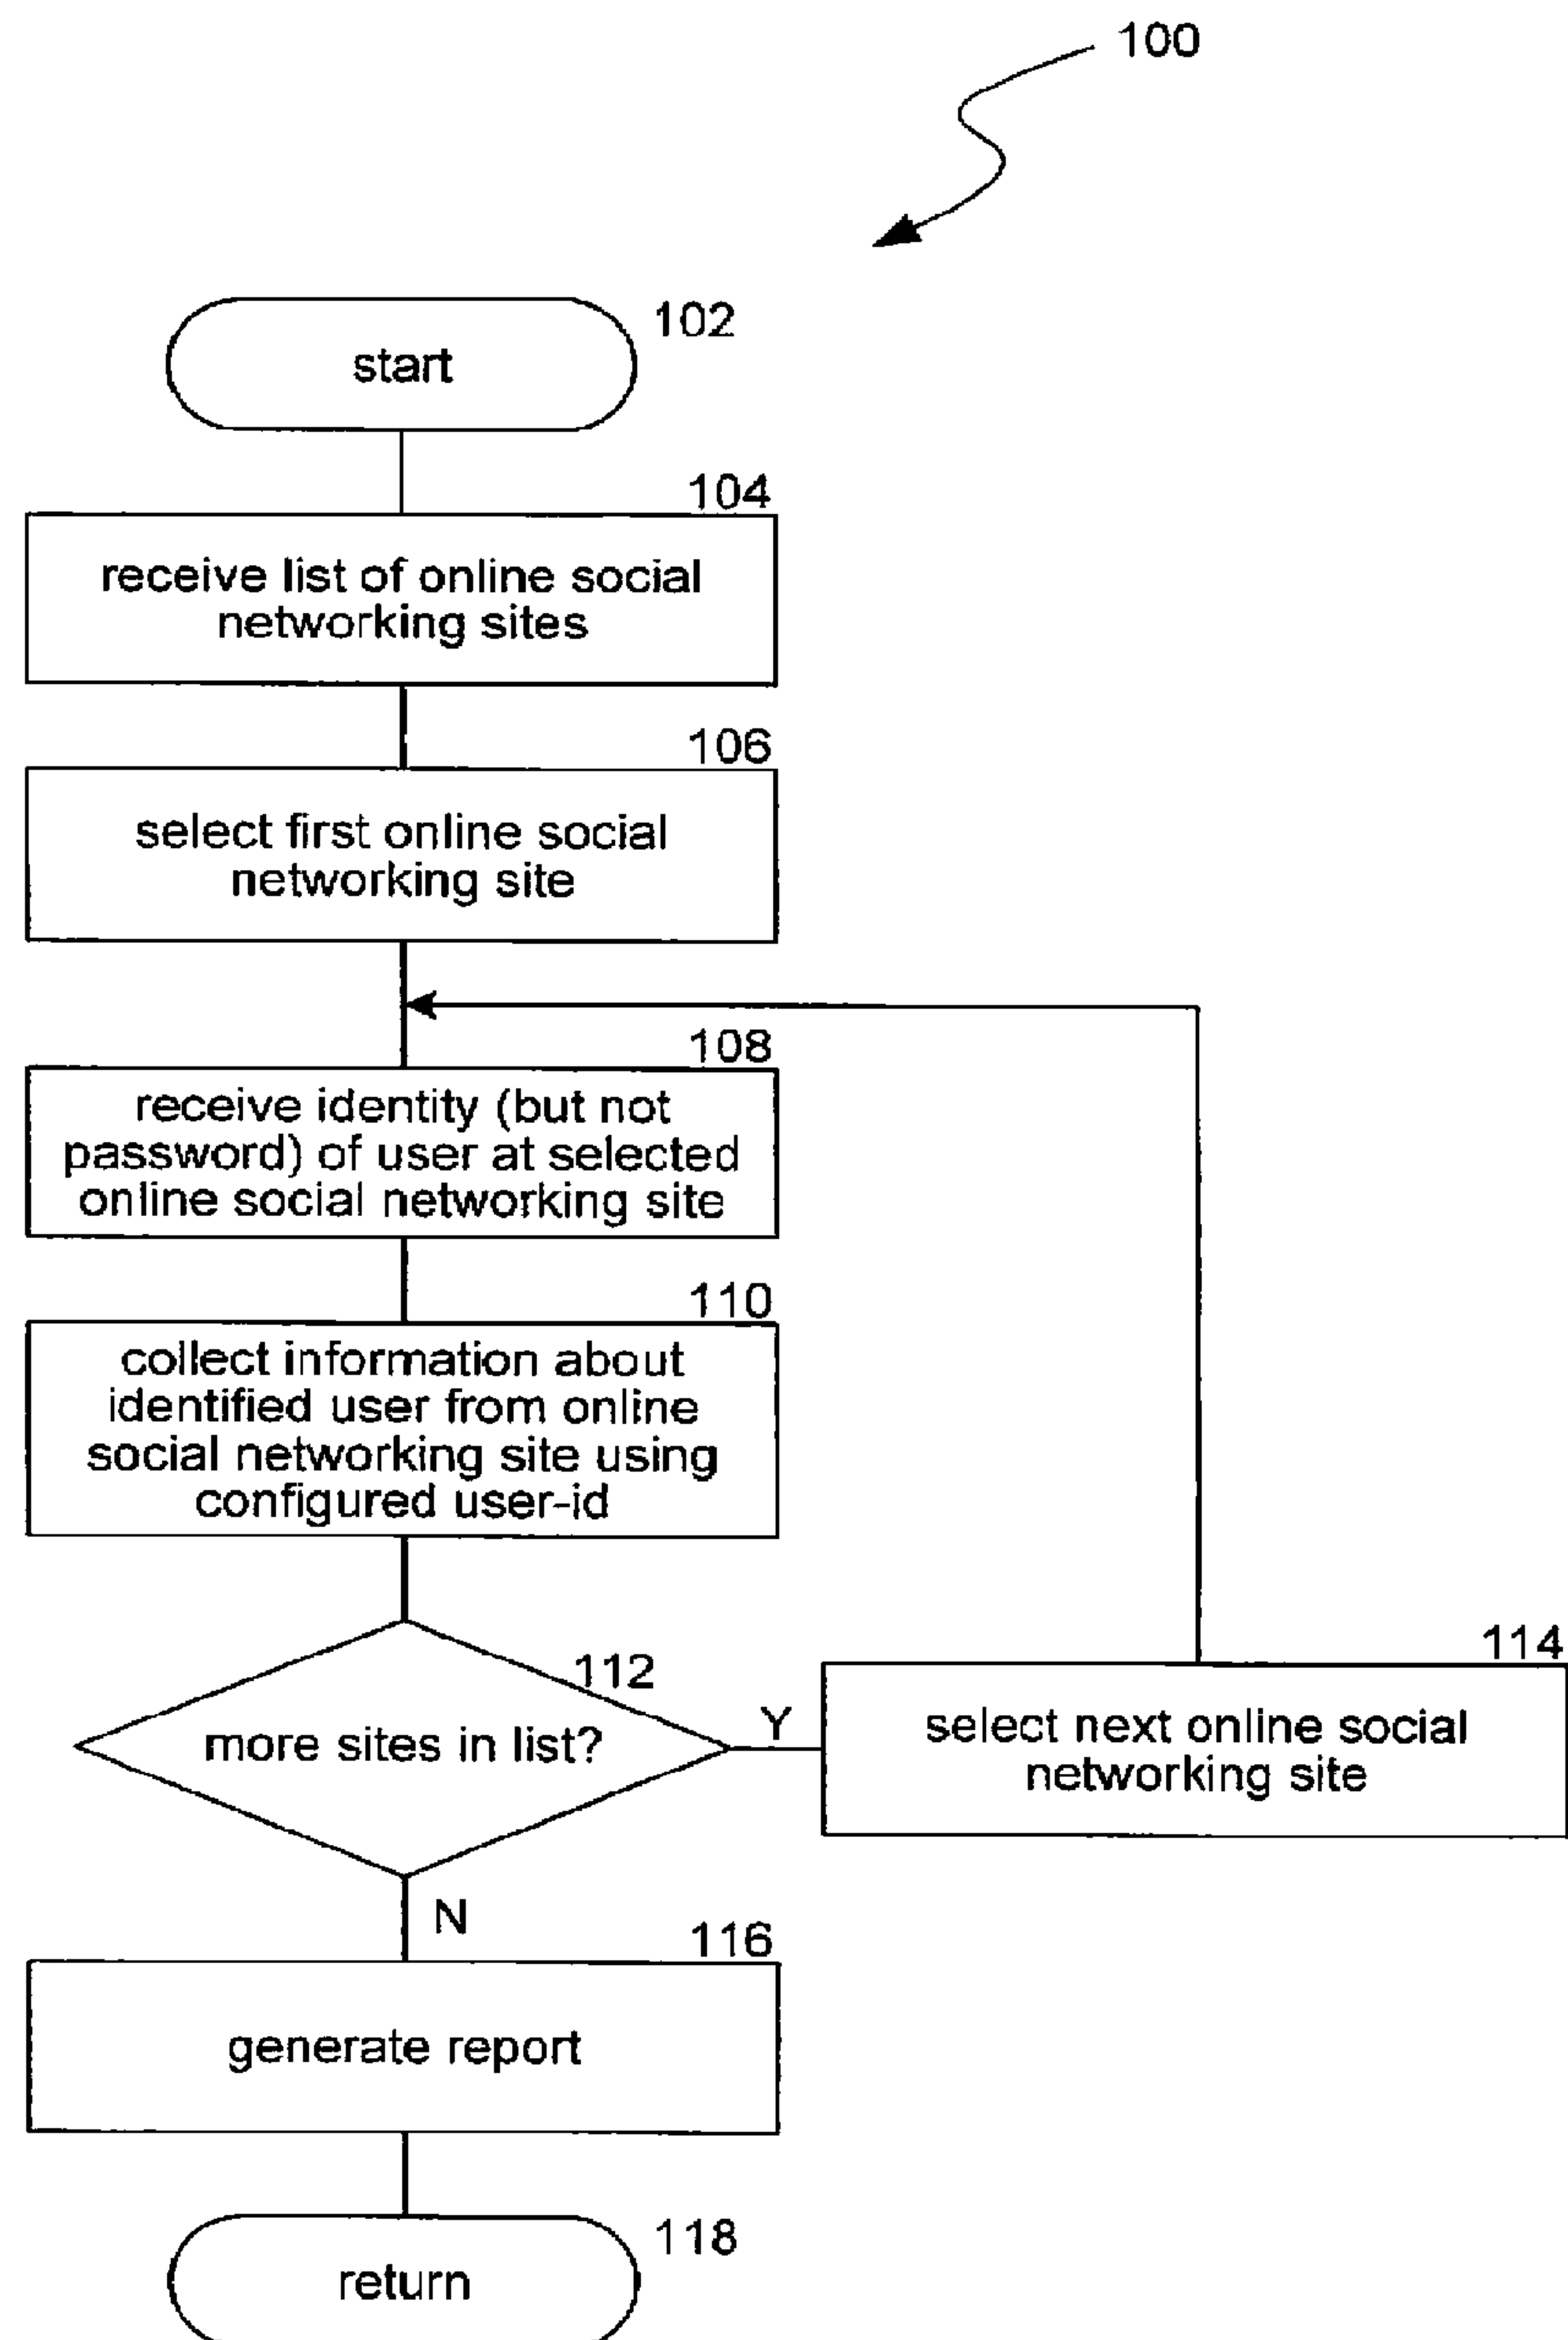 100
102
start
104
receive list of online social
networking sites
106
select first online social
networking site
108
receive identity (but not
password) of user at selected
online social networking site
110
collect information about
identified user from online
social networking site using
configured user-id
112
more sites in list?
Y
114
select next online social
networking site
N
116
generate report
118
return